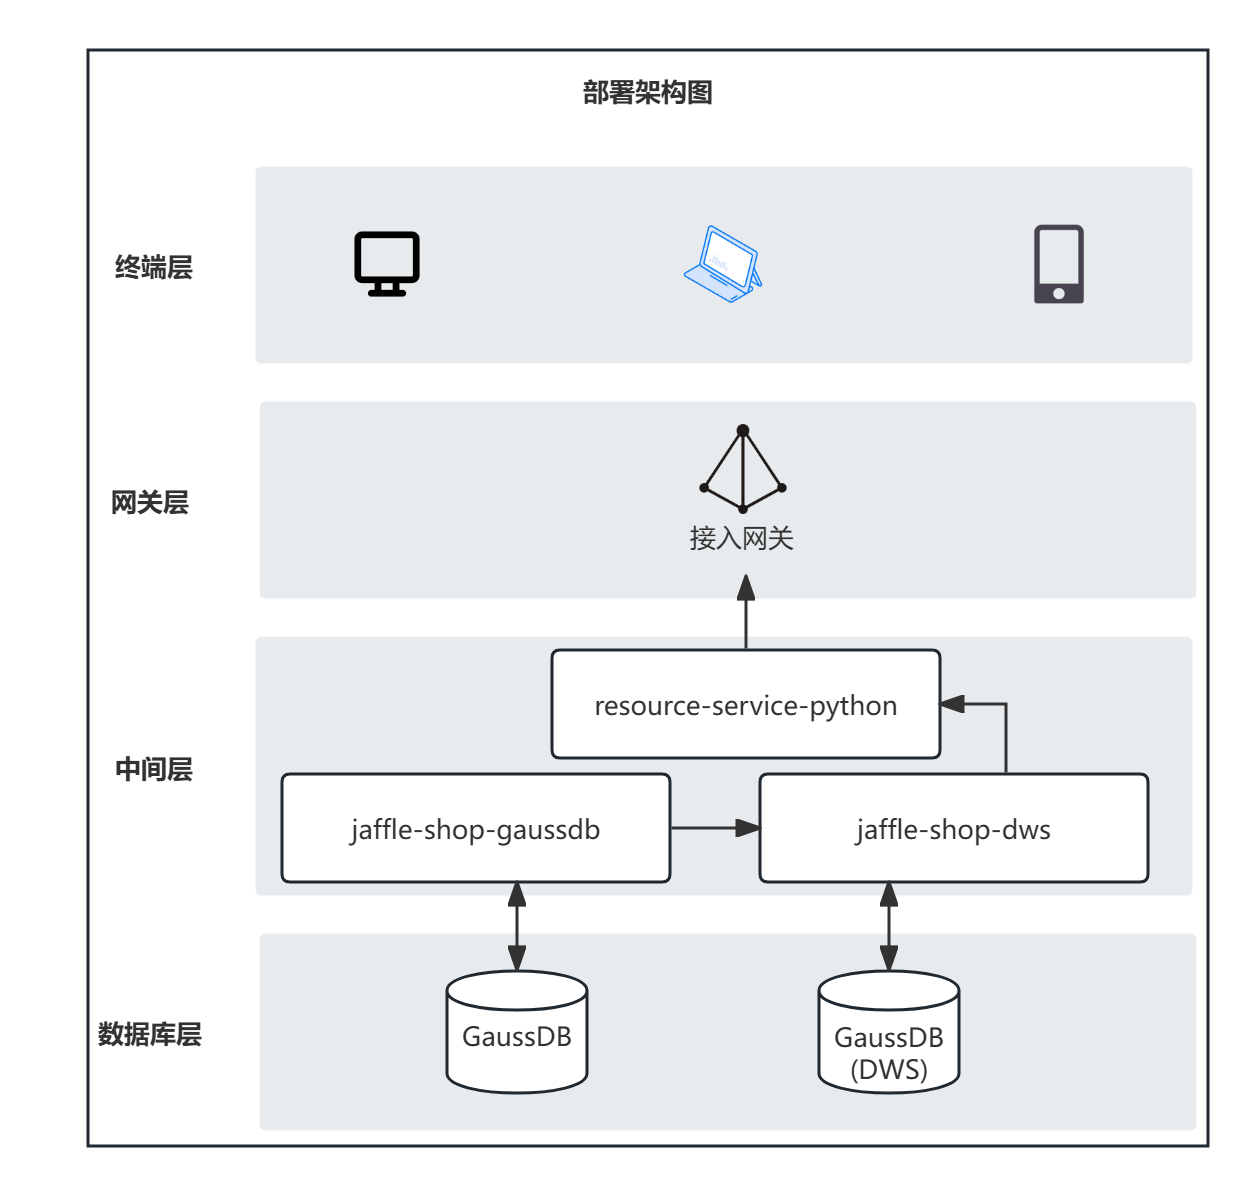 部署架构图
终端层
网关层
接入网关
中间层
resource-service-python
jaffle-shop-gaussdb
jaffle-shop-dws
数据库层
GaussDB
GaussDB
(DWS)